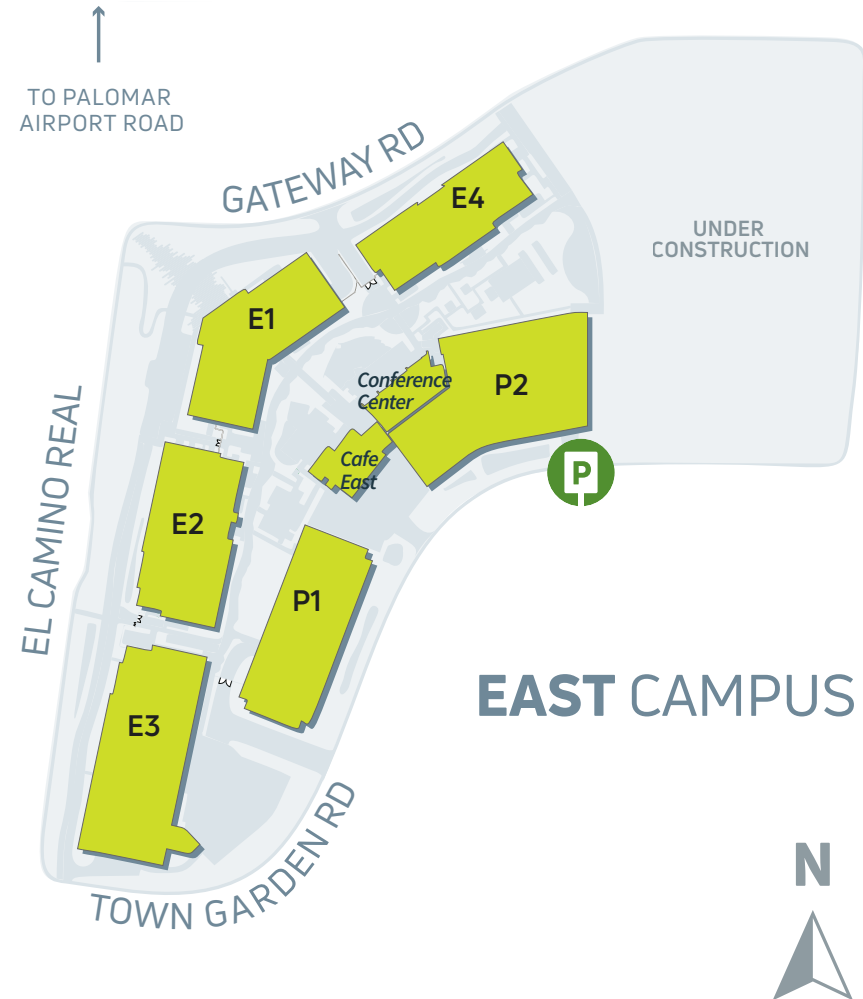 TO PALOMAR
AIRPORT ROAD
GATEWAY RD
E4
UNDER
CONSTRUCTION
E1
Conference
Center
P2
EL CAMINO REAL
Cafe
East
P
E2
P1
EAST CAMPUS
E3
TOWN GARDEN RD
N